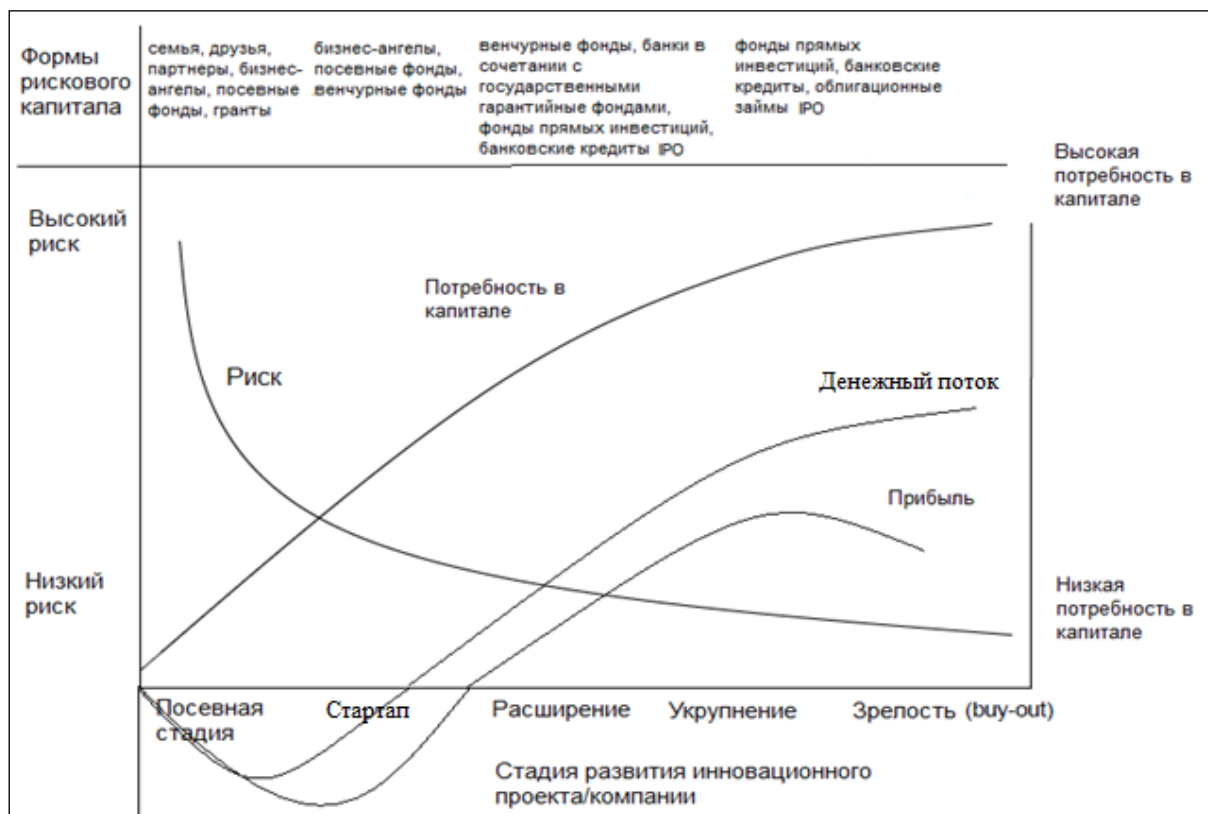 Формы
рискового
капитала
семья, друзья,
партнеры, бизнес-
ангелы, посевные
фонды, гранты
бизнес-ангелы,
посевные фонды,
венчурные фонды
венчурные фонды, банки в
сочетании с
государственными
гарантийные фондами,
фонды прямых инвестиций,
банковские кредиты IPO
фонды прямых
инвестиций, банковские
кредиты, облигационные
займы IPO
Высокая
потребность в
капитале
Высокий
риск
Потребность в
капитале
Риск
Денежный поток
Прибыль
Низкий
риск
Низкая
потребность в
капитале
Посевная
стадия
Стартап
Расширение
Укрупнение
Зрелость (buy-out)
Стадия развития инновационного
проекта/компании